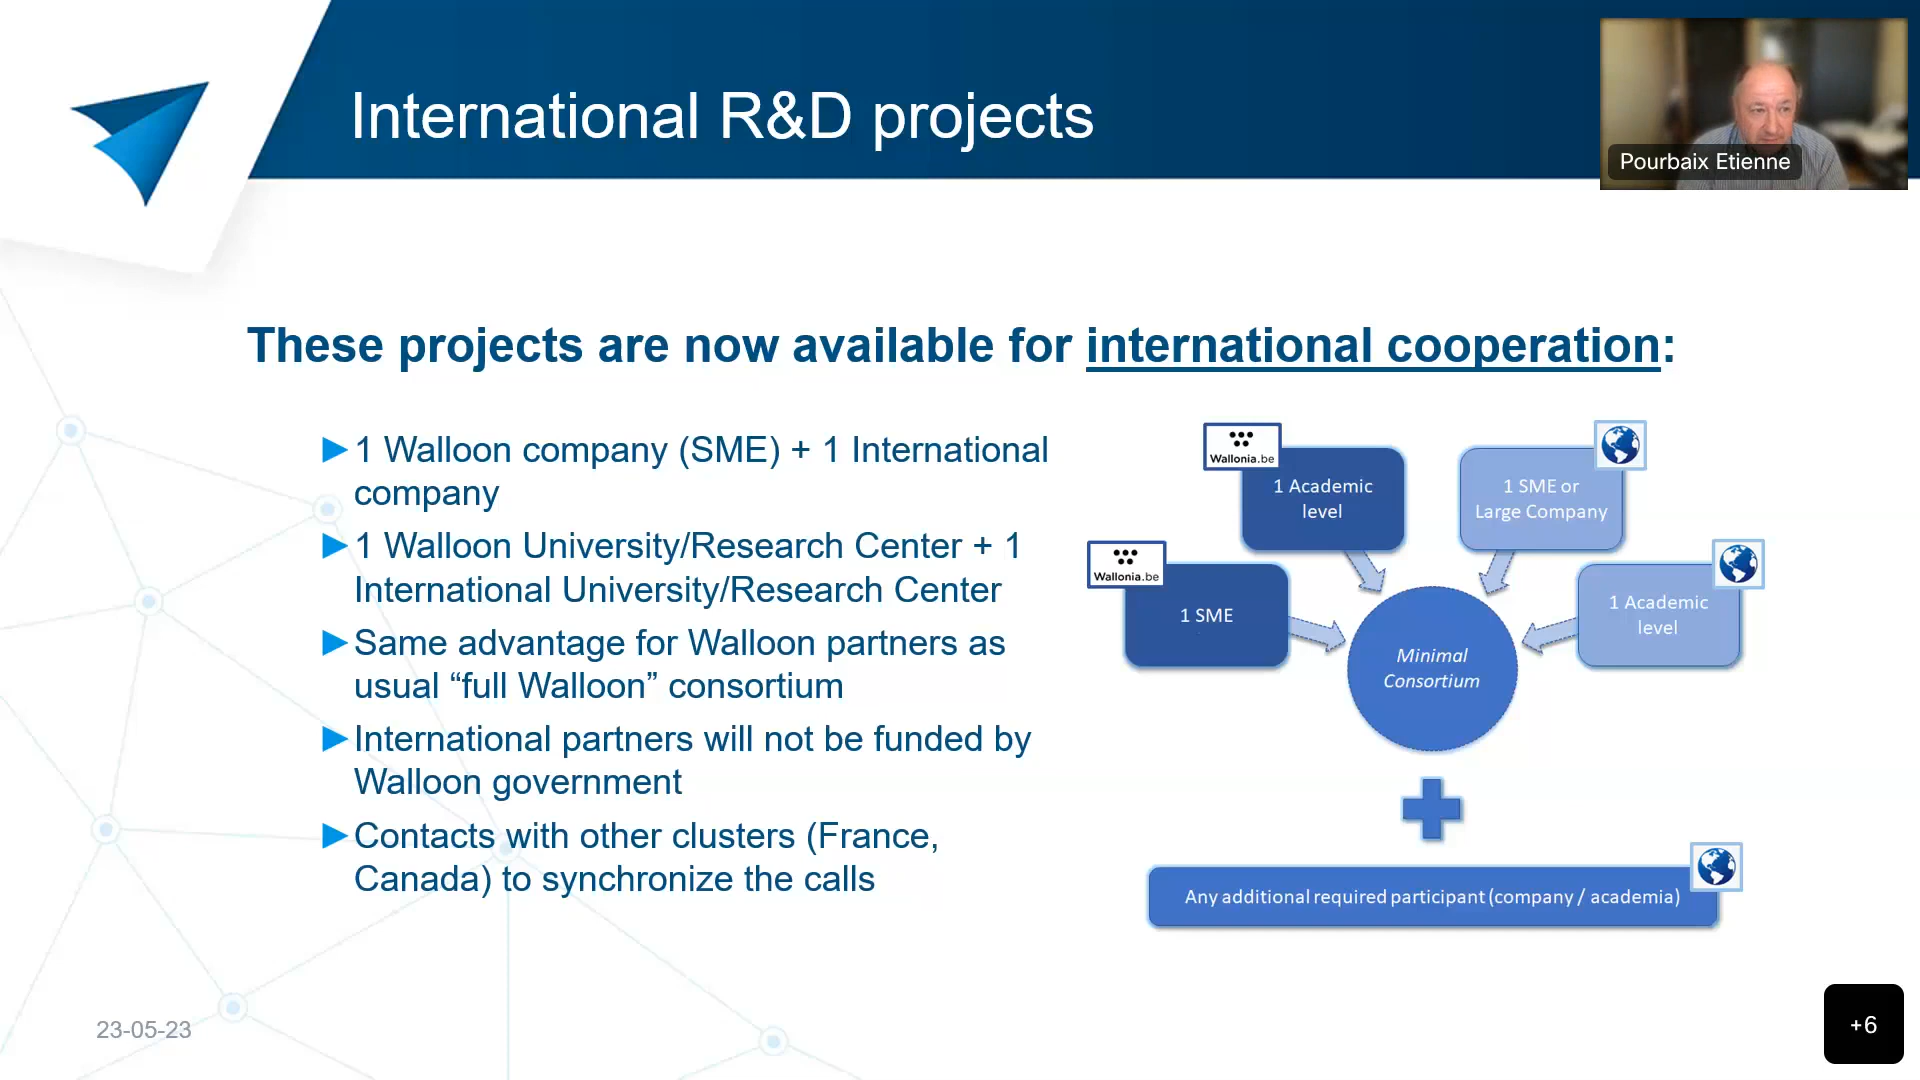 International R&D projects
Pourbaix Etienne
These projects are now available for international cooperation:
1 Walloon company (SME) + 1 International
company
1 Walloon University/Research Center + 1
International University/Research Center
Same advantage for Walloon partners as
usual “full Walloon” consortium
International partners will not be funded by
Walloon government
Contacts with other clusters (France,
Canada) to synchronize the calls
Wallonia.be
1 Academic
level
1 SME or
Large Company
Wallonia.be
1 SME
1 Academic
level
Minimal
Consortium
Any additional required participant (company / academia)
23-05-23
+6